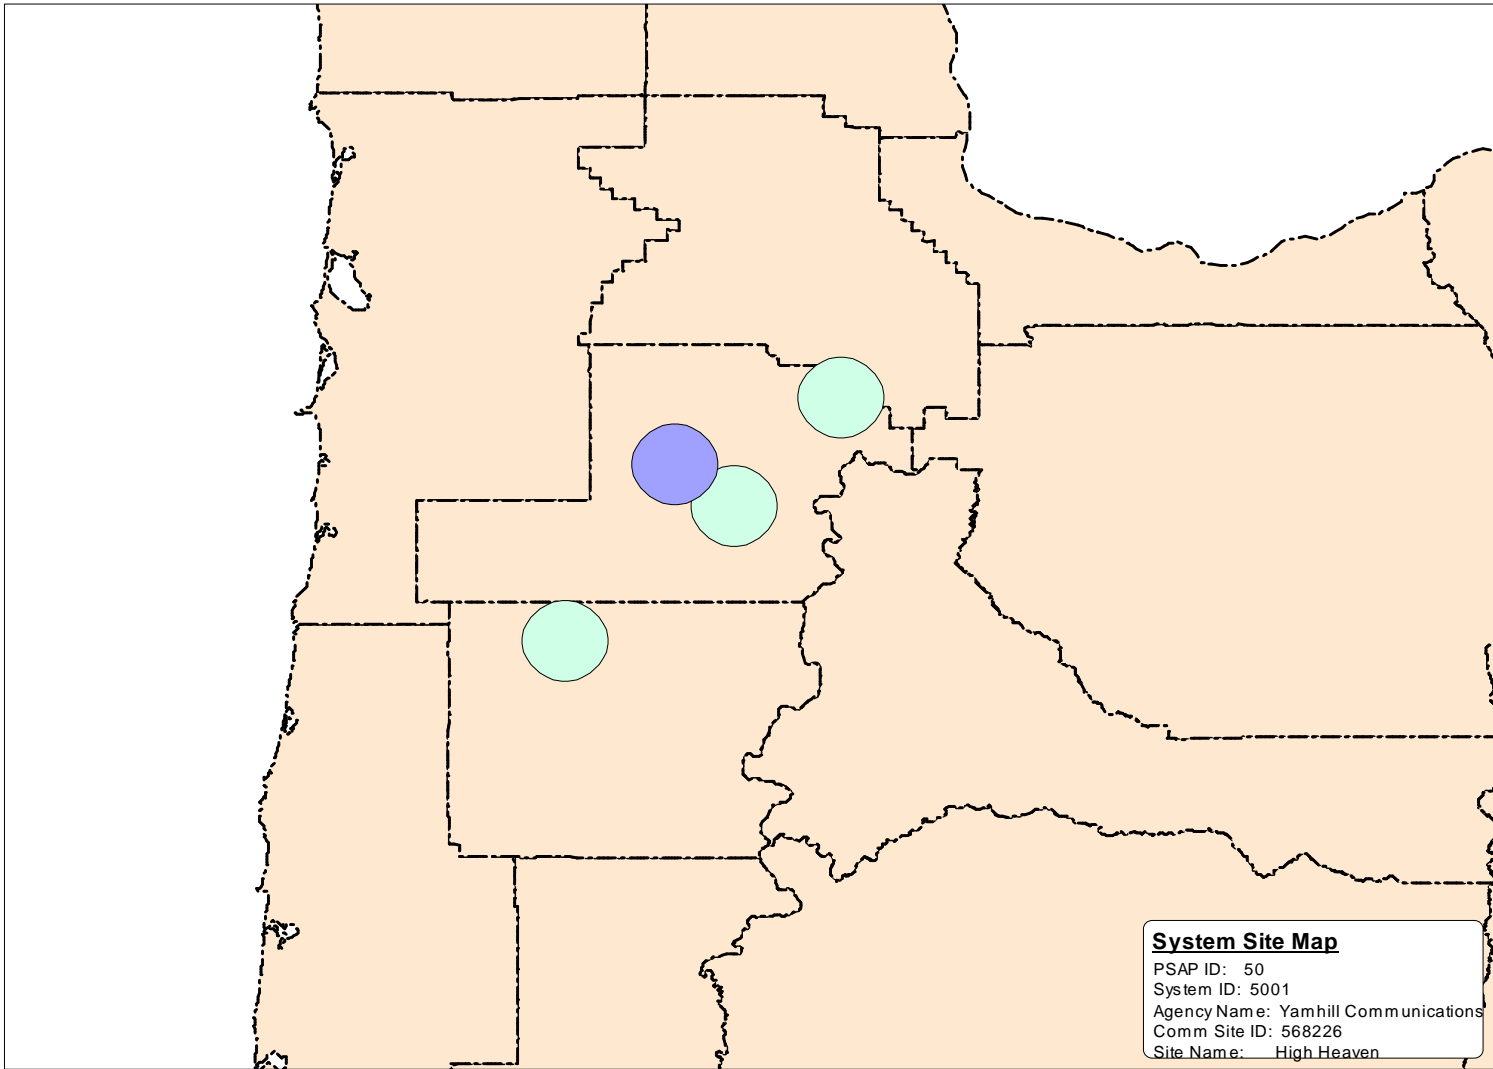 System Site Map
PSAP ID: 50
System ID: 5001
Agency Name: Yamhill Communications
Comm Site ID: 568226
Site Name: High Heaven